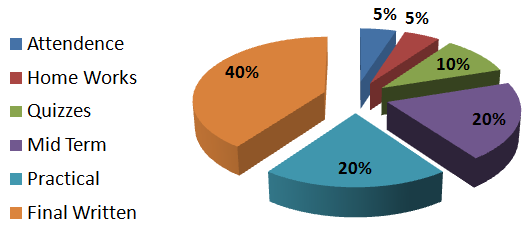 Attendence
Home Works
Quizzes
Mid Term
Practical
Final Written
5%
5%
10%
20%
20%
40%